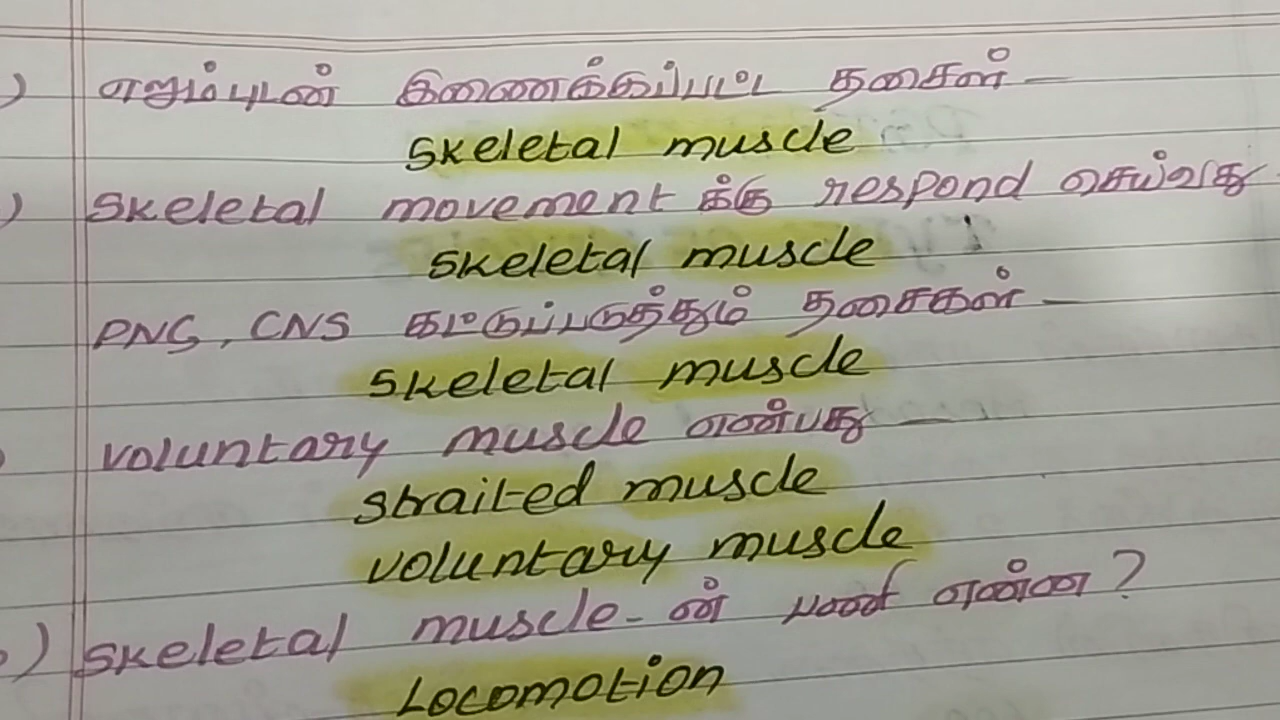 ) எலும்புடன் இணைக்கப்பட்ட தசைகள் —
Skeletal muscle
) Skeletal movement க்கு respond செய்வது -
Skeletal muscle
PNS, CNS கட்டுப்படுத்தும் தசைகள் —
Skeletal muscle
voluntary muscle என்பது —
straited muscle
voluntary muscle
) Skeletal muscle-ன் பணி என்ன ?
Locomotion